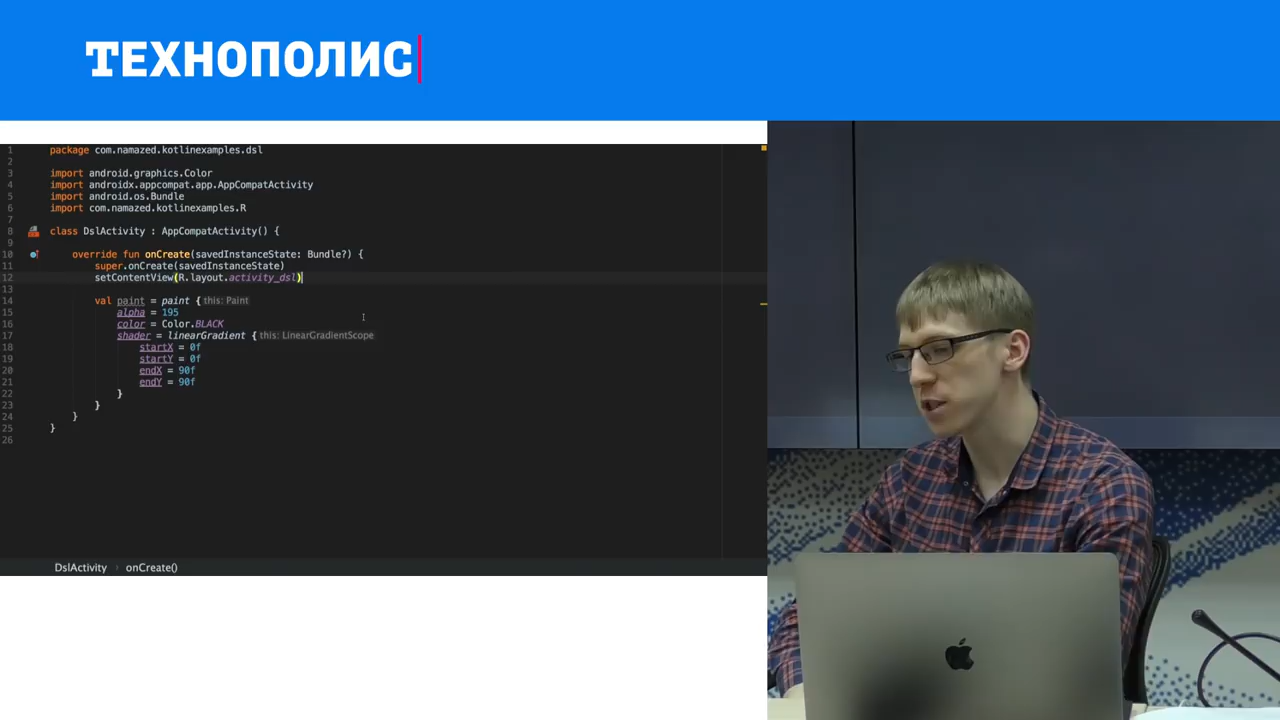 ТЕХНОПОЛИС
1 package com.namazed.kotlinexamples.dsl
2
3 import android.graphics.Color
4 import androidx.appcompat.app.AppCompatActivity
5 import android.os.Bundle
6 import com.namazed.kotlinexamples.R
7
8 class DslActivity : AppCompatActivity() {
9
10 override fun onCreate(savedInstanceState: Bundle?) {
11 super.onCreate(savedInstanceState)
12 setContentView(R.layout.activity_dsl)
13
14 val paint = paint { this: Paint
15 alpha = 195
16 color = Color.BLACK
17 shader = linearGradient { this: LinearGradientScope
18 startX = 0f
19 startY = 0f
20 endX = 90f
21 endY = 90f
22 }
23 }
24 }
25 }
26
DslActivity › onCreate()